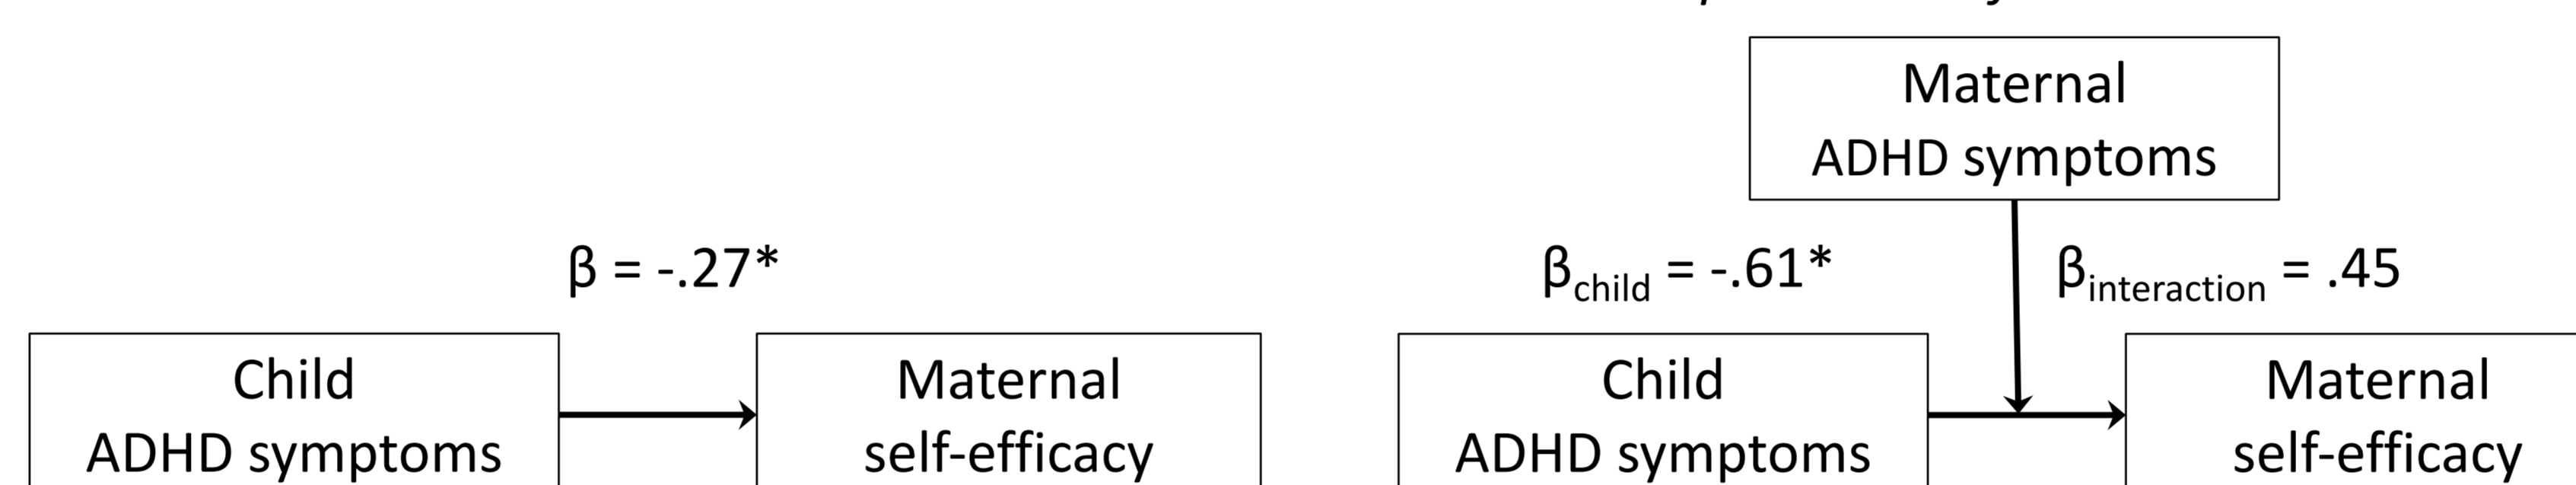 β = -.27*
Child
ADHD symptoms
Maternal
self-efficacy
Maternal
ADHD symptoms
βchild = -.61*
βinteraction = .45
Child
ADHD symptoms
Maternal
self-efficacy